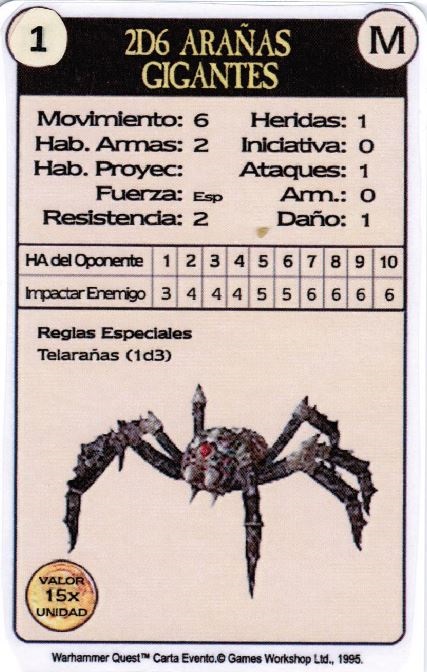 1
2D6 ARAÑAS
GIGANTES
M
Movimiento: 6 Heridas: 1
Hab. Armas: 2 Iniciativa: 0
Hab. Proyec: Ataques: 1
Fuerza: Esp Arm.: 0
Resistencia: 2 Daño: 1
HA del Oponente 1 2 3 4 5 6 7 8 9 10
Impactar Enemigo 3 4 4 4 5 5 6 6 6 6
Reglas Especiales
Telarañas (1d3)
VALOR
15x
UNIDAD
Warhammer Quest™ Carta Evento.© Games Workshop Ltd., 1995.